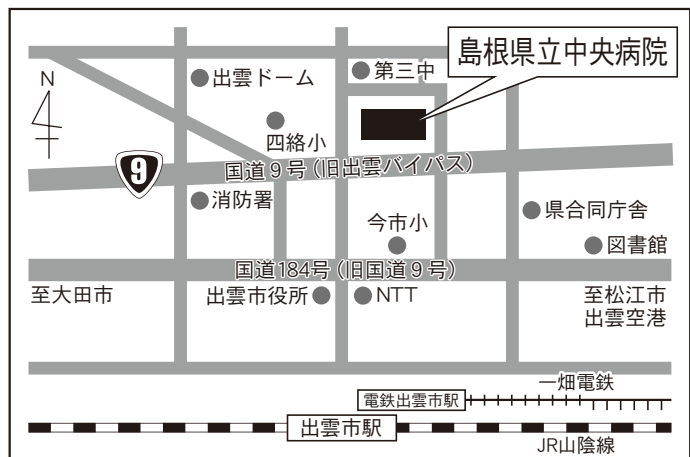 島根県立中央病院
N
出雲ドーム
第三中
四絡小
国道9号（旧出雲バイパス）
9
消防署
今市小
県合同庁舎
図書館
国道184号（旧国道9号）
至大田市
出雲市役所
NTT
至松江市
出雲空港
一畑電鉄
電鉄出雲市駅
出雲市駅
JR山陰線